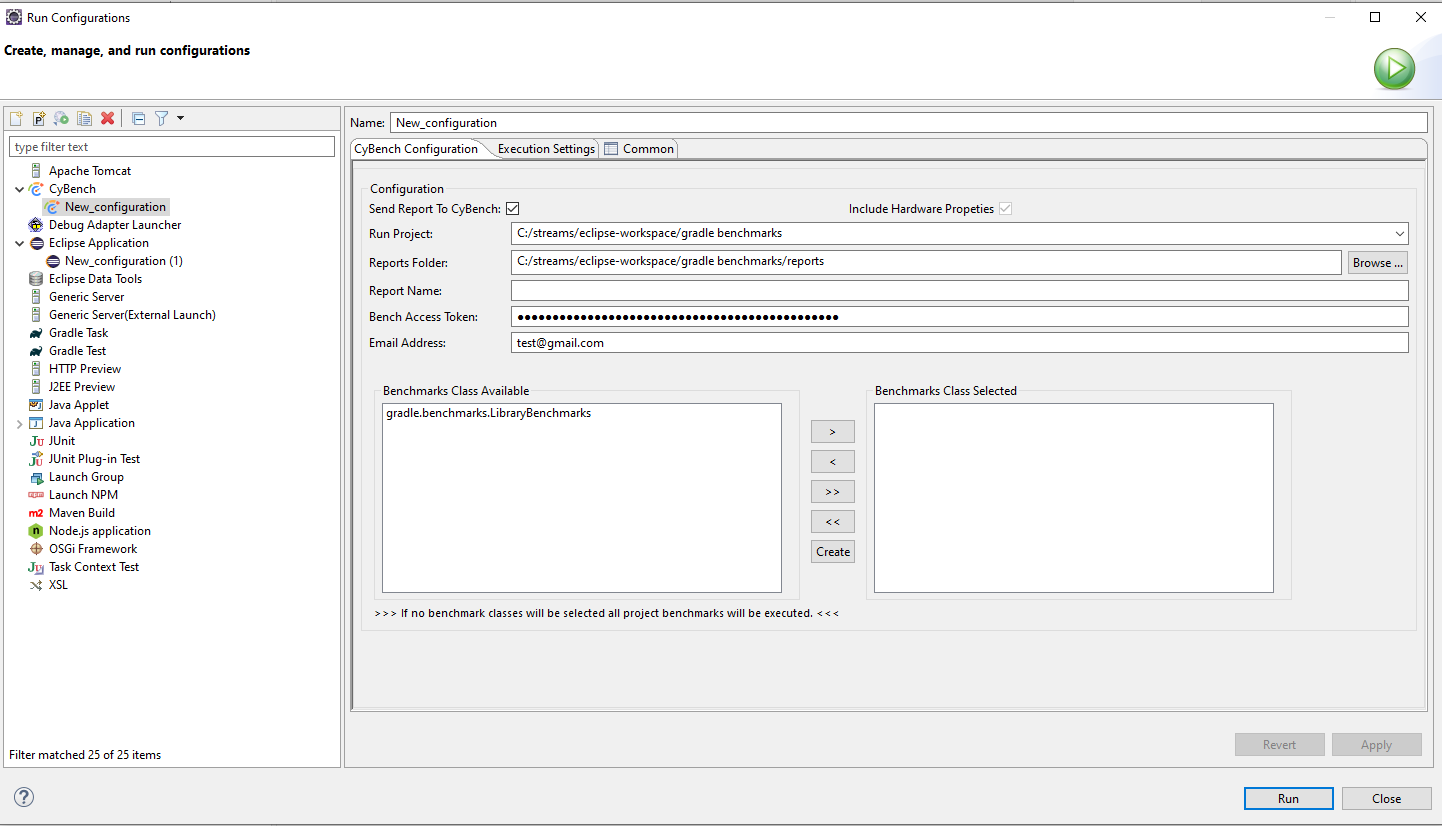 Run Configurations
Create, manage, and run configurations
type filter text
Apache Tomcat
CyBench
New_configuration
Debug Adapter Launcher
Eclipse Application
New_configuration (1)
Eclipse Data Tools
Generic Server
Generic Server(External Launch)
Gradle Task
Gradle Test
HTTP Preview
J2EE Preview
Java Applet
Java Application
JUnit
JUnit Plug-in Test
Launch Group
Launch NPM
Maven Build
Node.js application
OSGi Framework
Task Context Test
XSL
Filter matched 25 of 25 items
Name: New_configuration
CyBench Configuration Execution Settings Common
Configuration
Send Report To CyBench: Include Hardware Propeties
Run Project: C:/streams/eclipse-workspace/gradle benchmarks
Reports Folder: C:/streams/eclipse-workspace/gradle benchmarks/reports Browse ...
Report Name:
Bench Access Token: ●●●●●●●●●●●●●●●●●●●●●●●●●●●●●●●●●●●●●●●●●●●●●●
Email Address: test@gmail.com
Benchmarks Class Available
gradle.benchmarks.LibraryBenchmarks
>
<
>>
<<
Create
Benchmarks Class Selected
>>> If no benchmark classes will be selected all project benchmarks will be executed. <<<
Revert Apply
? Run Close